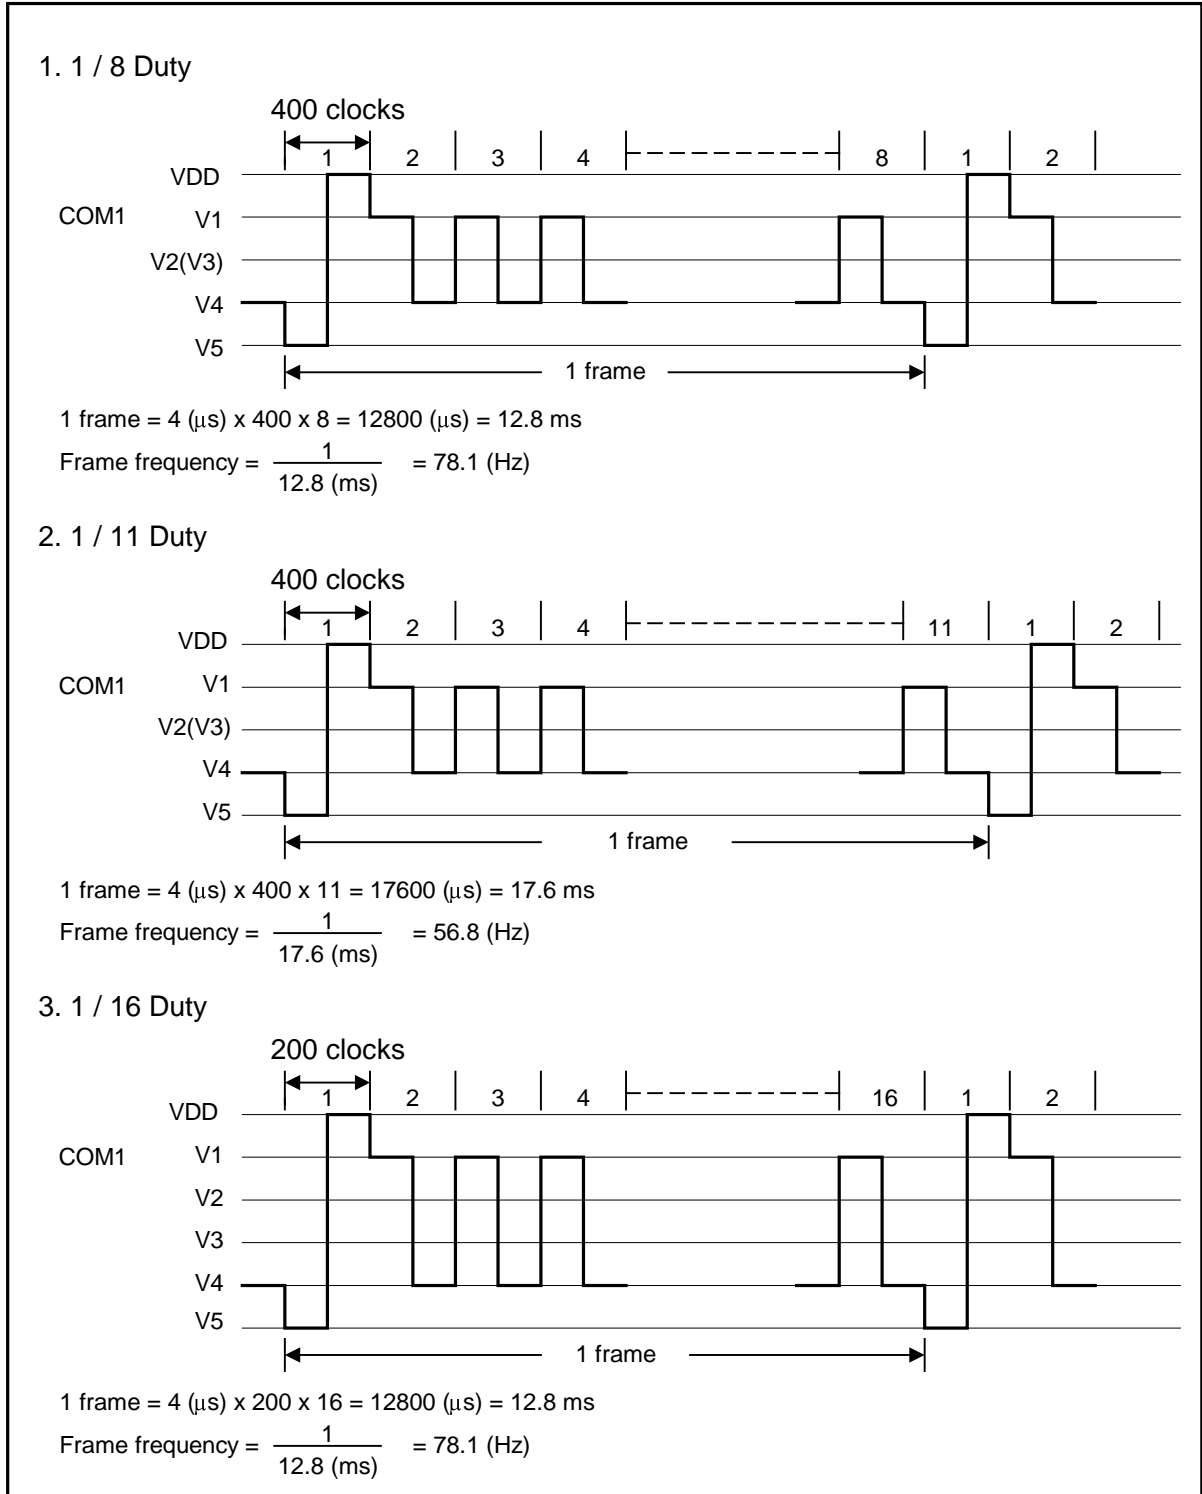 1. 1 / 8 Duty
400 clocks
1 2 3 4 8 1 2
VDD
COM1 V1
V2(V3)
V4
V5
1 frame
1 frame = 4 (μs) x 400 x 8 = 12800 (μs) = 12.8 ms
Frame frequency = 1 = 78.1 (Hz)
12.8 (ms)
2. 1 / 11 Duty
400 clocks
1 2 3 4 11 1 2
VDD
COM1 V1
V2(V3)
V4
V5
1 frame
1 frame = 4 (μs) x 400 x 11 = 17600 (μs) = 17.6 ms
Frame frequency = 1 = 56.8 (Hz)
17.6 (ms)
3. 1 / 16 Duty
200 clocks
1 2 3 4 16 1 2
VDD
COM1 V1
V2
V3
V4
V5
1 frame
1 frame = 4 (μs) x 200 x 16 = 12800 (μs) = 12.8 ms
Frame frequency = 1 = 78.1 (Hz)
12.8 (ms)